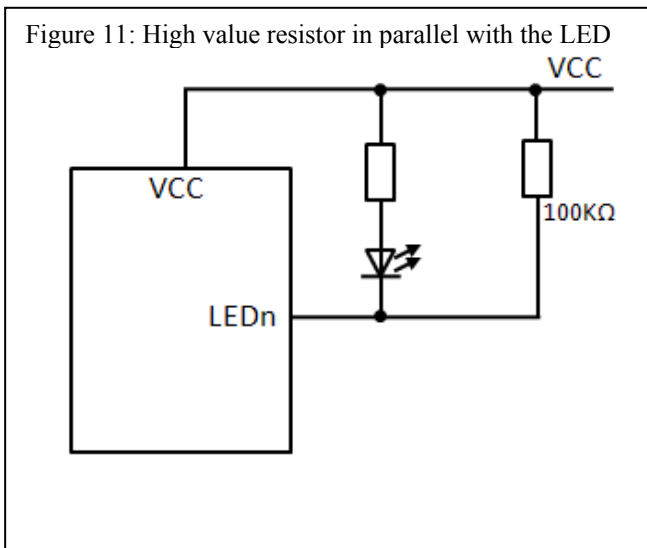 Figure 11: High value resistor in parallel with the LED
VCC
VCC
100KΩ
LEDn